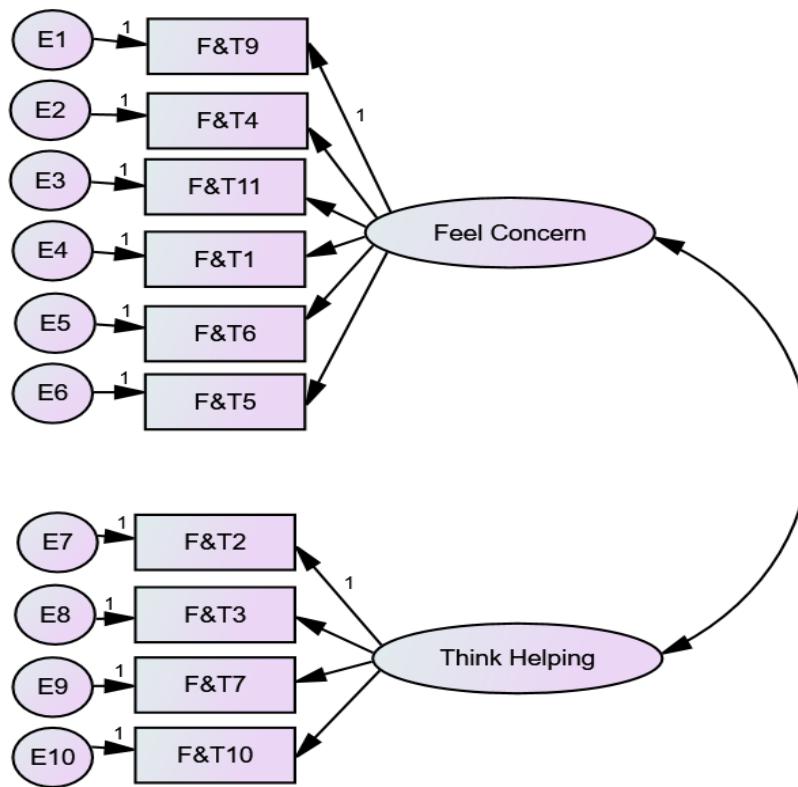 E1
1
F&T9
E2
1
F&T4
1
E3
1
F&T11
Feel Concern
E4
1
F&T1
E5
1
F&T6
E6
1
F&T5
E7
1
F&T2
1
E8
1
F&T3
Think Helping
E9
1
F&T7
E10
1
F&T10